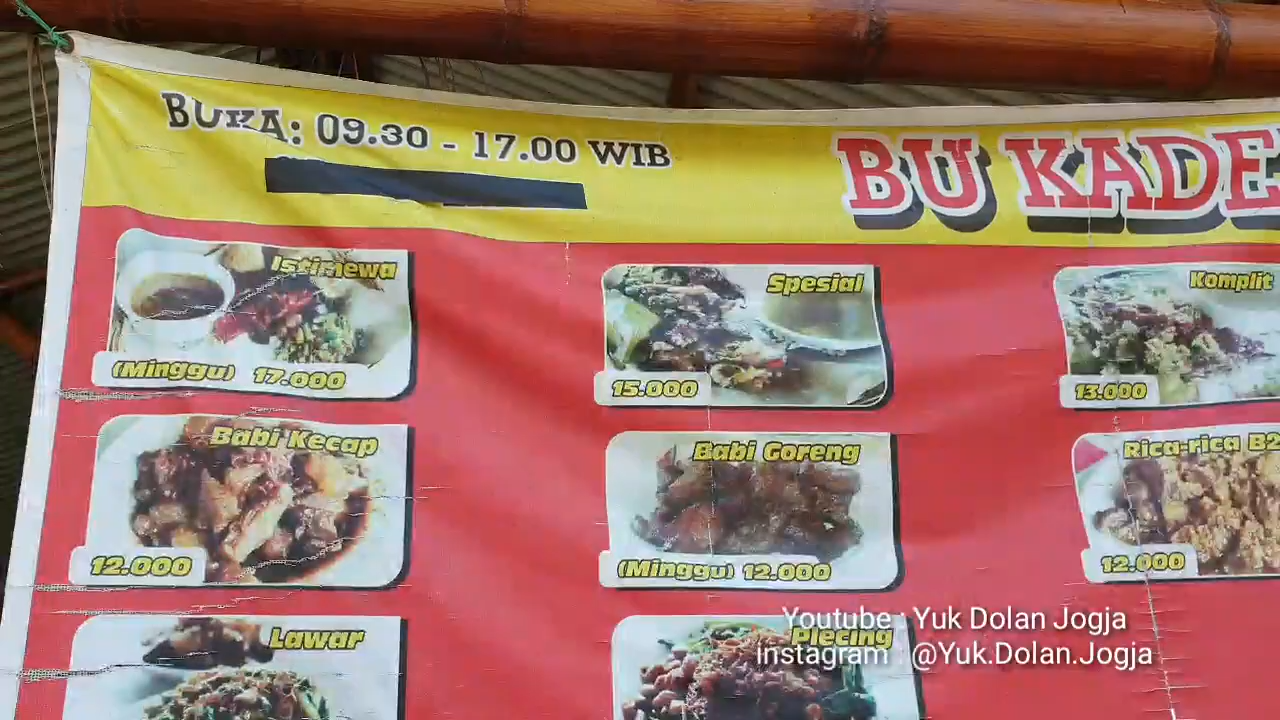 BUKA: 09.30 - 17.00 WIB
BU KADE
Istimewa
(Minggu) 17.000
Spesial
15.000
Komplit
13.000
Babi Kecap
12.000
Babi Goreng
(Minggu) 12.000
Rica-rica B2
12.000
Lawar
Plecing
Youtube : Yuk Dolan Jogja
Instagram : @Yuk.Dolan.Jogja